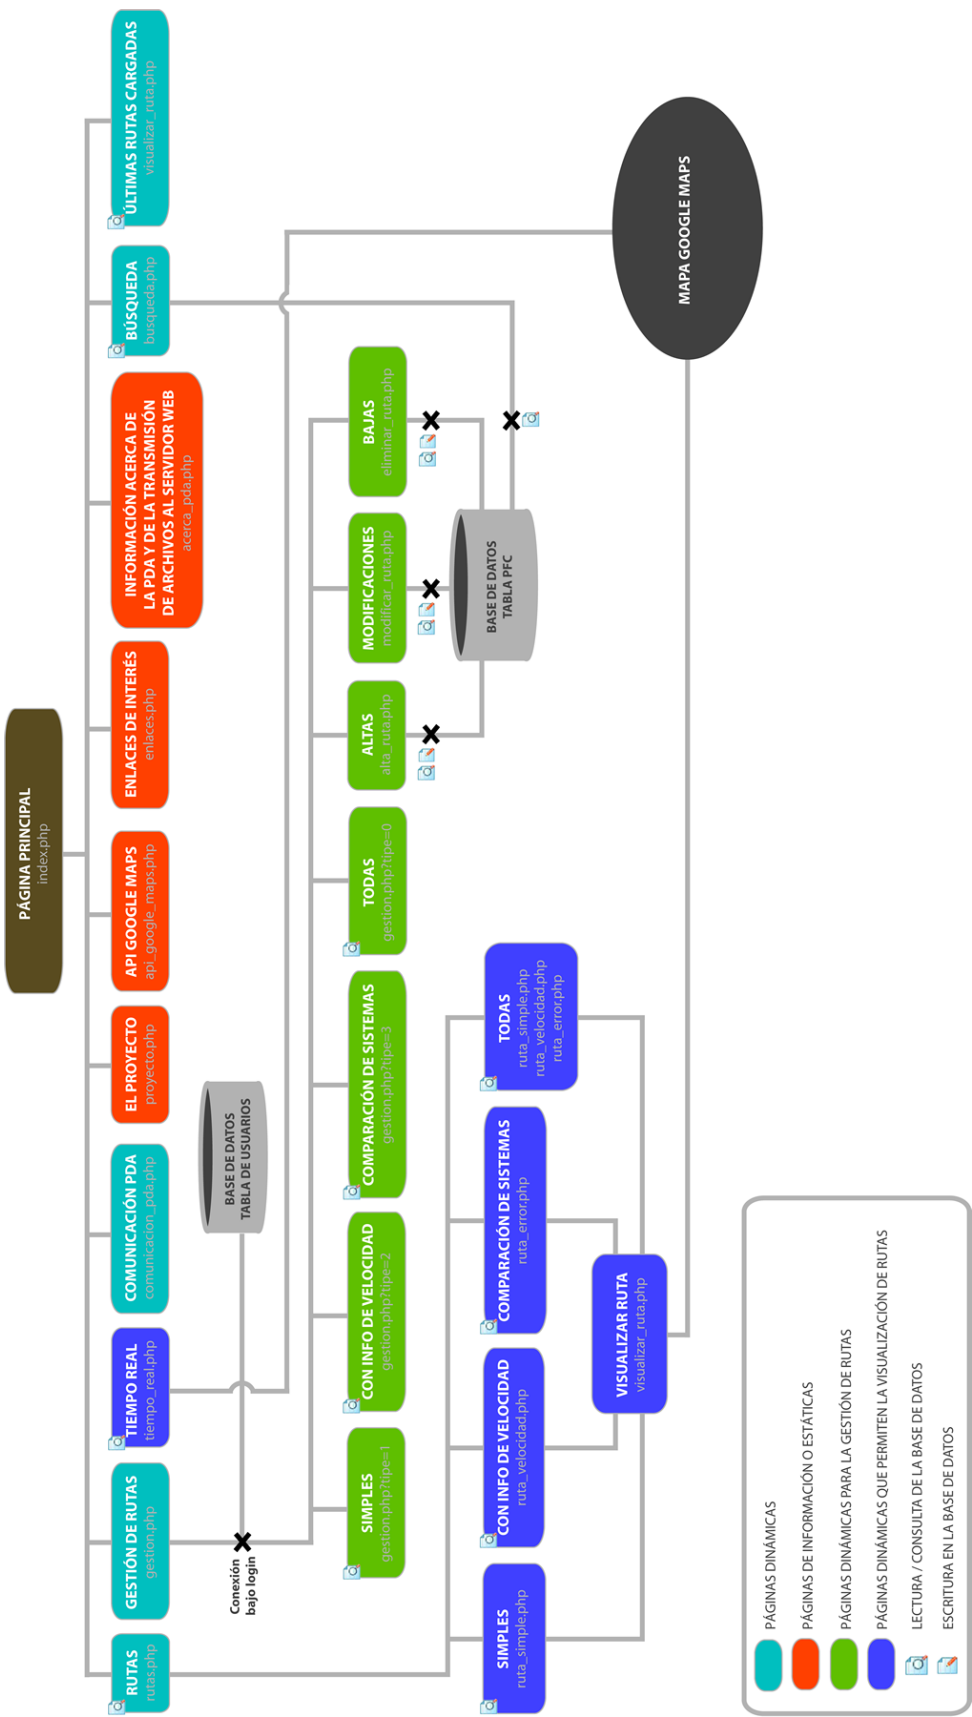 PÁGINA PRINCIPAL
index.php
RUTAS
rutas.php
GESTIÓN DE RUTAS
gestion.php
TIEMPO REAL
tiempo_real.php
COMUNICACIÓN PDA
comunicacion_pda.php
EL PROYECTO
proyecto.php
API GOOGLE MAPS
api_google_maps.php
ENLACES DE INTERÉS
enlaces.php
INFORMACIÓN ACERCA DE
LA PDA Y DE LA TRANSMISIÓN
DE ARCHIVOS AL SERVIDOR WEB
acerca_pda.php
BÚSQUEDA
busqueda.php
ÚLTIMAS RUTAS CARGADAS
visualizar_ruta.php
Conexión
bajo login
BASE DE DATOS
TABLA DE USUARIOS
SIMPLES
gestion.php?tipe=1
CON INFO DE VELOCIDAD
gestion.php?tipe=2
COMPARACIÓN DE SISTEMAS
gestion.php?tipe=3
TODAS
gestion.php?tipe=0
ALTAS
alta_ruta.php
MODIFICACIONES
modificar_ruta.php
BAJAS
eliminar_ruta.php
BASE DE DATOS
TABLA PFC
SIMPLES
ruta_simple.php
CON INFO DE VELOCIDAD
ruta_velocidad.php
COMPARACIÓN DE SISTEMAS
ruta_error.php
TODAS
ruta_simple.php
ruta_velocidad.php
ruta_error.php
VISUALIZAR RUTA
visualizar_ruta.php
MAPA GOOGLE MAPS
PÁGINAS DINÁMICAS
PÁGINAS DE INFORMACIÓN O ESTÁTICAS
PÁGINAS DINÁMICAS PARA LA GESTIÓN DE RUTAS
PÁGINAS DINÁMICAS QUE PERMITEN LA VISUALIZACIÓN DE RUTAS
LECTURA / CONSULTA DE LA BASE DE DATOS
ESCRITURA EN LA BASE DE DATOS